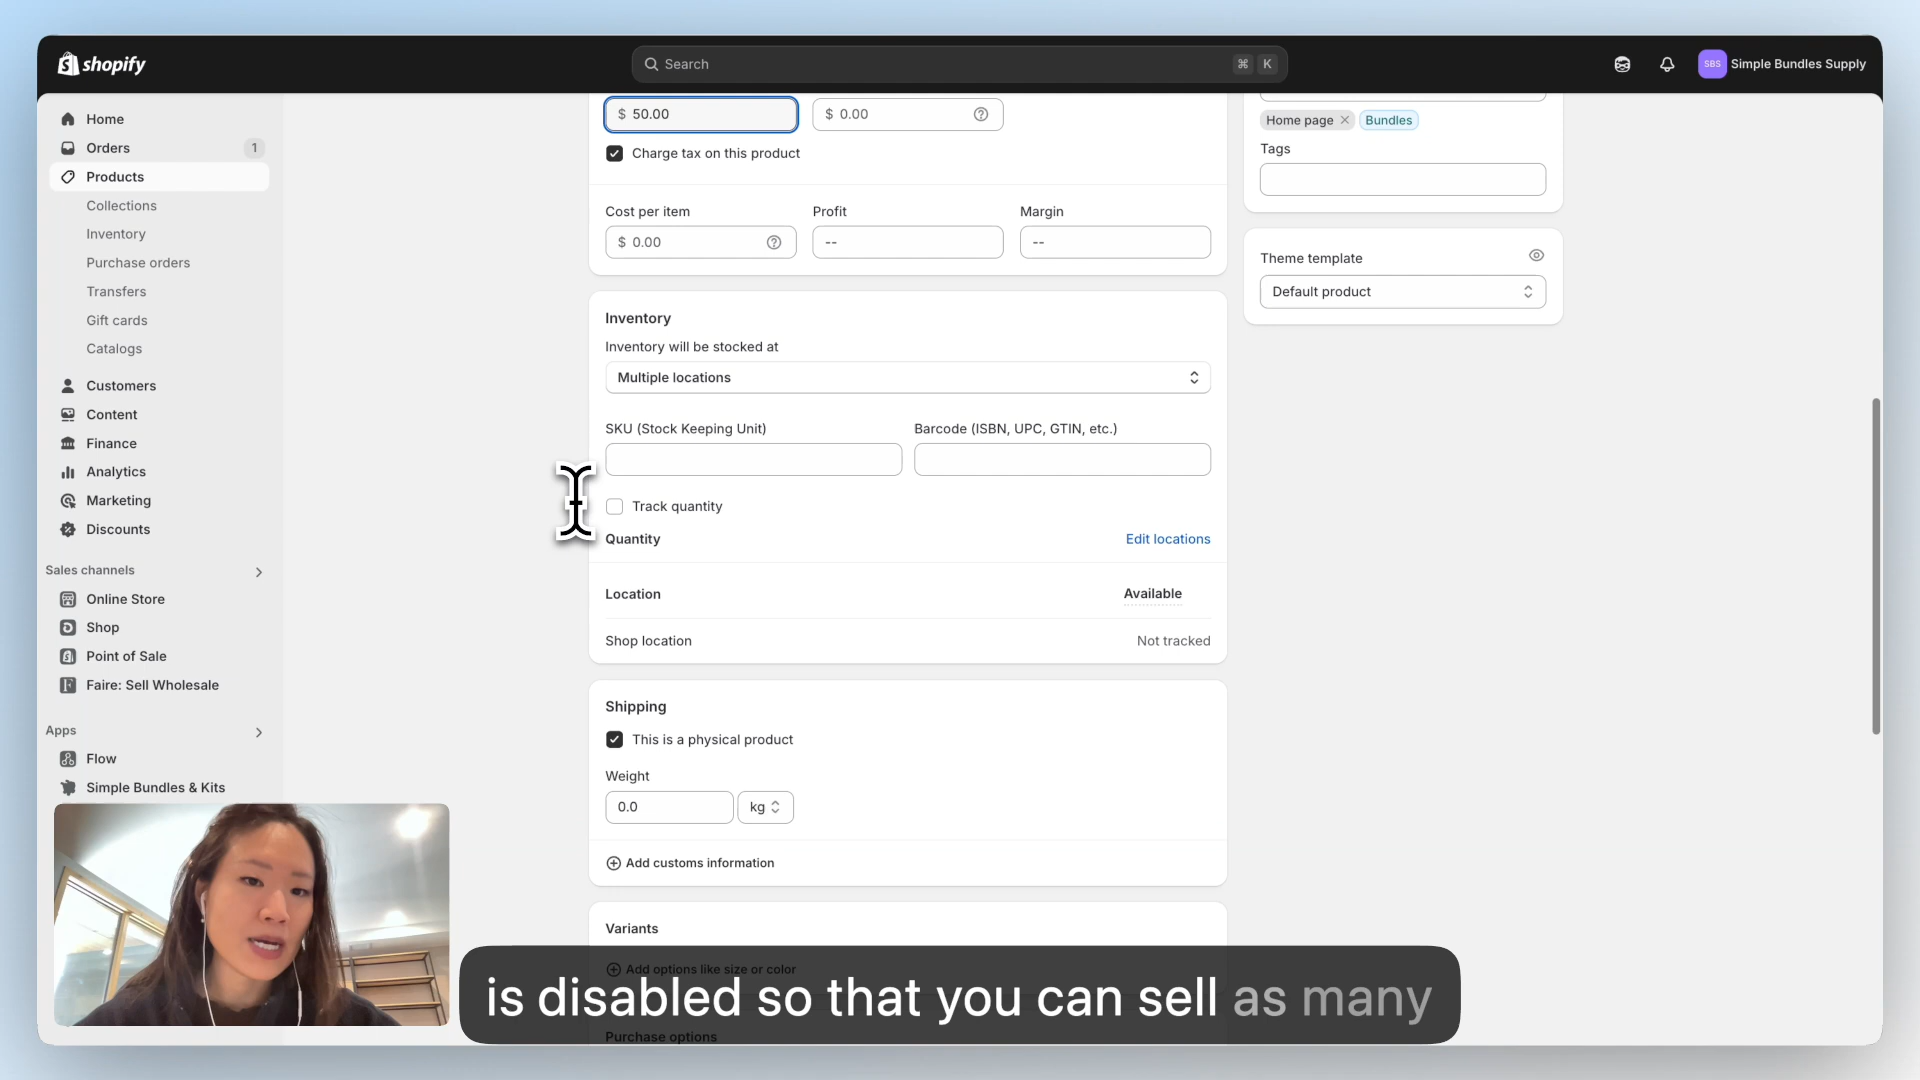 shopify
Search
⌘ K
SBS
Simple Bundles Supply
Home
Orders
1
Products
Collections
Inventory
Purchase orders
Transfers
Gift cards
Catalogs
Customers
Content
Finance
Analytics
Marketing
Discounts
Sales channels
Online Store
Shop
Point of Sale
Faire: Sell Wholesale
Apps
Flow
Simple Bundles & Kits
$ 50.00
$ 0.00
Charge tax on this product
Cost per item
Profit
Margin
$ 0.00
--
--
Inventory
Inventory will be stocked at
Multiple locations
SKU (Stock Keeping Unit)
Barcode (ISBN, UPC, GTIN, etc.)
Track quantity
Quantity
Edit locations
Location
Available
Shop location
Not tracked
Shipping
This is a physical product
Weight
0.0
kg
Add customs information
Variants
Add options like size or color
is disabled so that you can sell as many
Purchase options
Home page
Bundles
Tags
Theme template
Default product